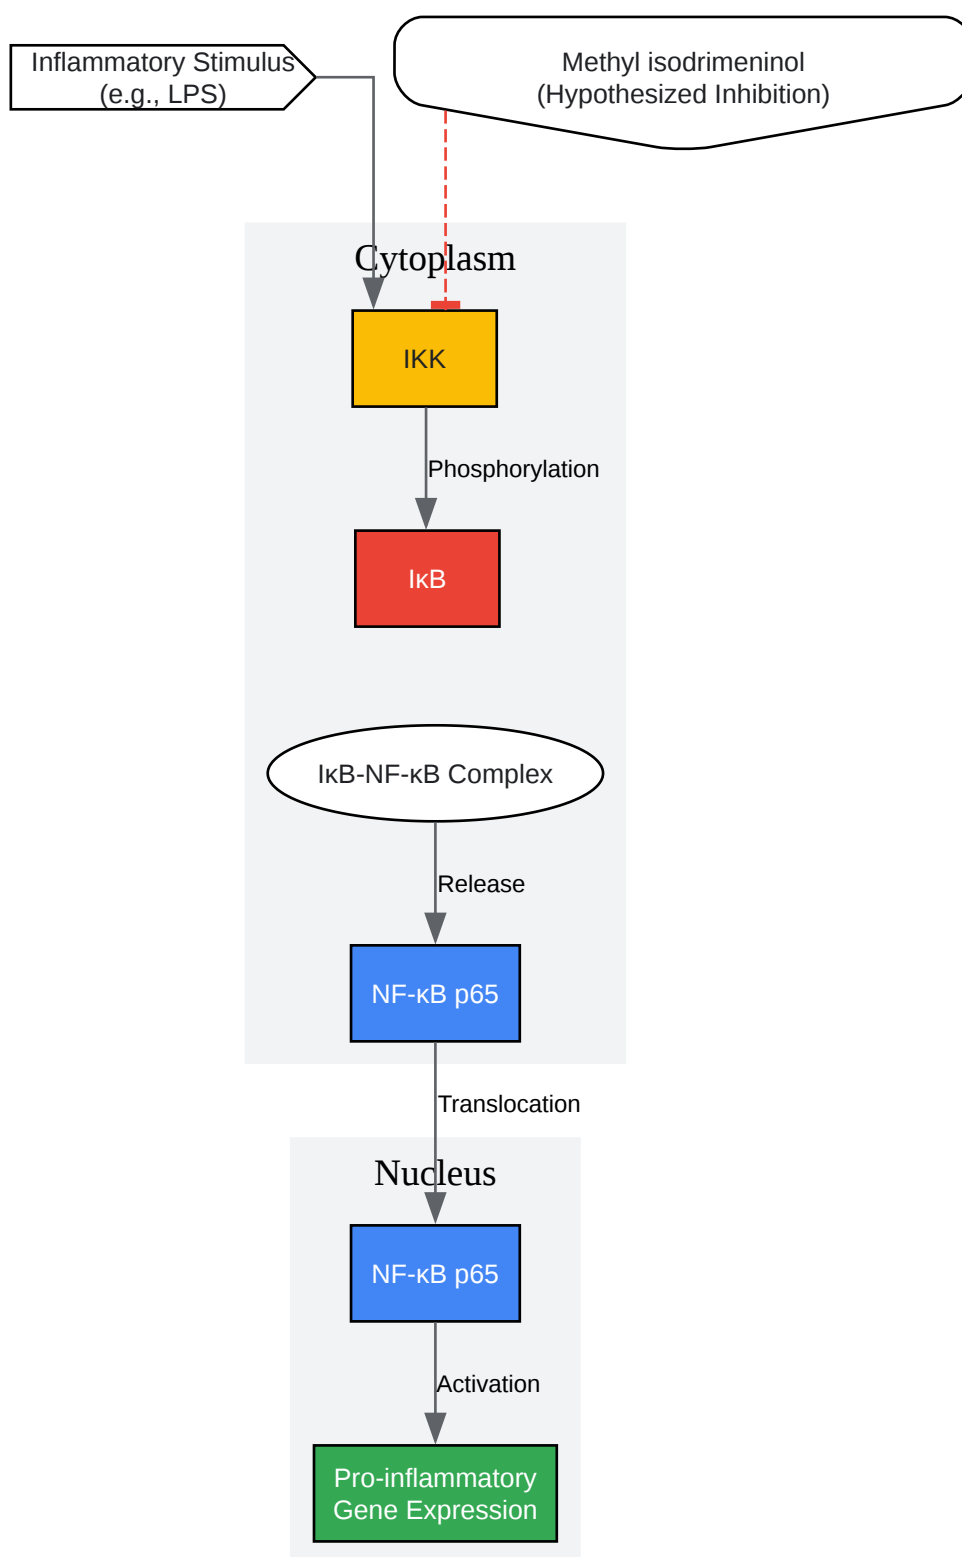 Inflammatory Stimulus
(e.g., LPS)
Methyl isodrimeninol
(Hypothesized Inhibition)
Cytoplasm
IKK
Phosphorylation
IκB
IκB-NF-κB Complex
Release
NF-κB p65
Translocation
Nucleus
NF-κB p65
Activation
Pro-inflammatory
Gene Expression